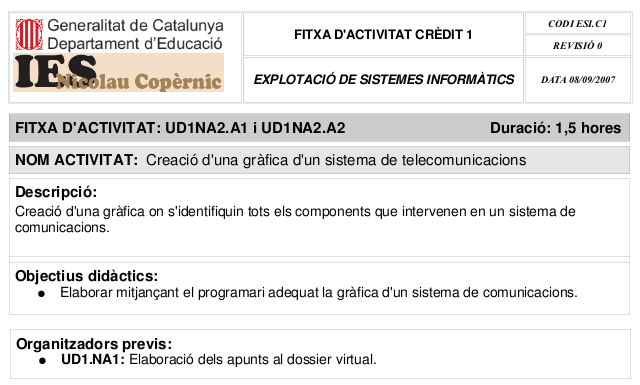 Generalitat de Catalunya
Departament d'Educació
IES
Nicolau Copèrnic
FITXA D'ACTIVITAT CRÈDIT 1
EXPLOTACIÓ DE SISTEMES INFORMÀTICS
CODI ESI.C1
REVISIÓ 0
DATA 08/09/2007
FITXA D'ACTIVITAT: UD1NA2.A1 i UD1NA2.A2 Duració: 1,5 hores
NOM ACTIVITAT: Creació d'una gràfica d'un sistema de telecomunicacions
Descripció:
Creació d'una gràfica on s'identifiquin tots els components que intervenen en un sistema de
comunicacions.
Objectius didàctics:
● Elaborar mitjançant el programari adequat la gràfica d'un sistema de comunicacions.
Organitzadors previs:
● UD1.NA1: Elaboració dels apunts al dossier virtual.